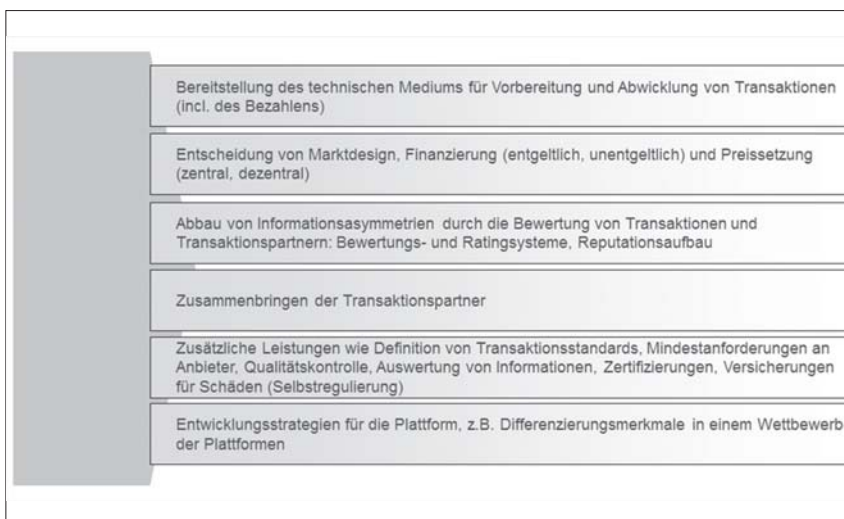 Bereitstellung des technischen Mediums für Vorbereitung und Abwicklung von Transaktionen
(incl. des Bezahlens)
Entscheidung von Marktdesign, Finanzierung (entgeltlich, unentgeltlich) und Preissetzung
(zentral, dezentral)
Abbau von Informationsasymmetrien durch die Bewertung von Transaktionen und
Transaktionspartnern: Bewertungs- und Ratingsysteme, Reputationsaufbau
Zusammenbringen der Transaktionspartner
Zusätzliche Leistungen wie Definition von Transaktionsstandards, Mindestanforderungen an
Anbieter, Qualitätskontrolle, Auswertung von Informationen, Zertifizierungen, Versicherungen
für Schäden (Selbstregulierung)
Entwicklungsstrategien für die Plattform, z.B. Differenzierungsmerkmale in einem Wettbewerb
der Plattformen